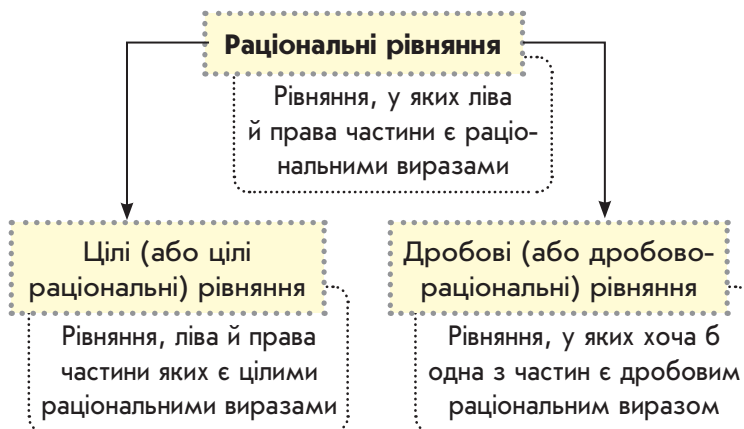 Раціональні рівняння
Рівняння, у яких ліва
й права частини є раціо-
нальними виразами
Цілі (або цілі
раціональні) рівняння
Рівняння, ліва й права
частини яких є цілими
раціональними виразами
Дробові (або дробово-
раціональні) рівняння
Рівняння, у яких хоча б
одна з частин є дробовим
раціональним виразом